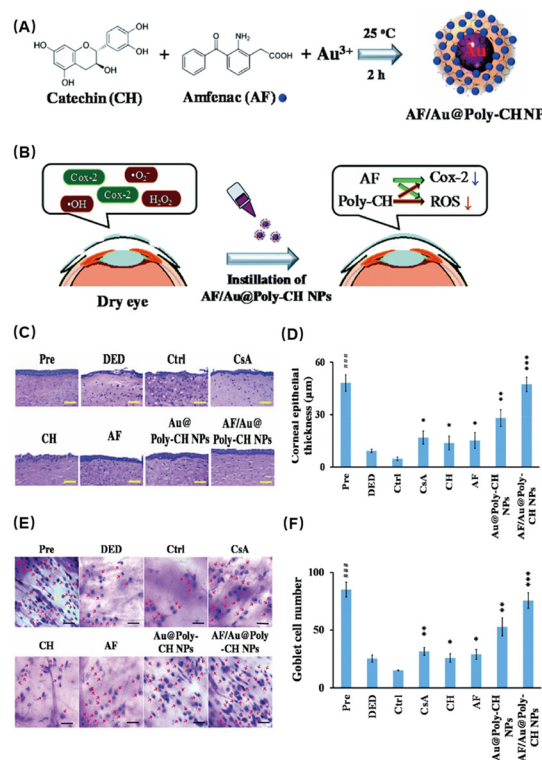 (A)
HO
O
OH
OH
OH
OH
Catechin (CH)
+
O
NH₂
COOH
Amfenac (AF)
+ Au³⁺
25 °C
2 h
Au
AF/Au@Poly-CH NP
(B)
Cox-2
•O₂⁻
Cox-2
•OH
H₂O₂
Dry eye
Instillation of
AF/Au@Poly-CH NPs
AF
Cox-2 ↓
Poly-CH
ROS ↓
(C)
Pre
DED
Ctrl
CsA
CH
AF
Au@
Poly-CH NPs
AF/Au@
Poly-CH NPs
(D)
Corneal epithelial
thickness (μm)
60
30
0
###
*
*
*
**
***
Pre
DED
Ctrl
CsA
CH
AF
Au@Poly-CH
NPs
AF/Au@Poly-
CH NPs
(E)
Pre
DED
Ctrl
CsA
CH
AF
Au@Poly-
CH NPs
AF/Au@Poly
-CH NPs
(F)
Goblet cell number
100
50
0
###
**
*
*
**
***
Pre
DED
Ctrl
CsA
CH
AF
Au@Poly-CH
NPs
AF/Au@Poly-
CH NPs